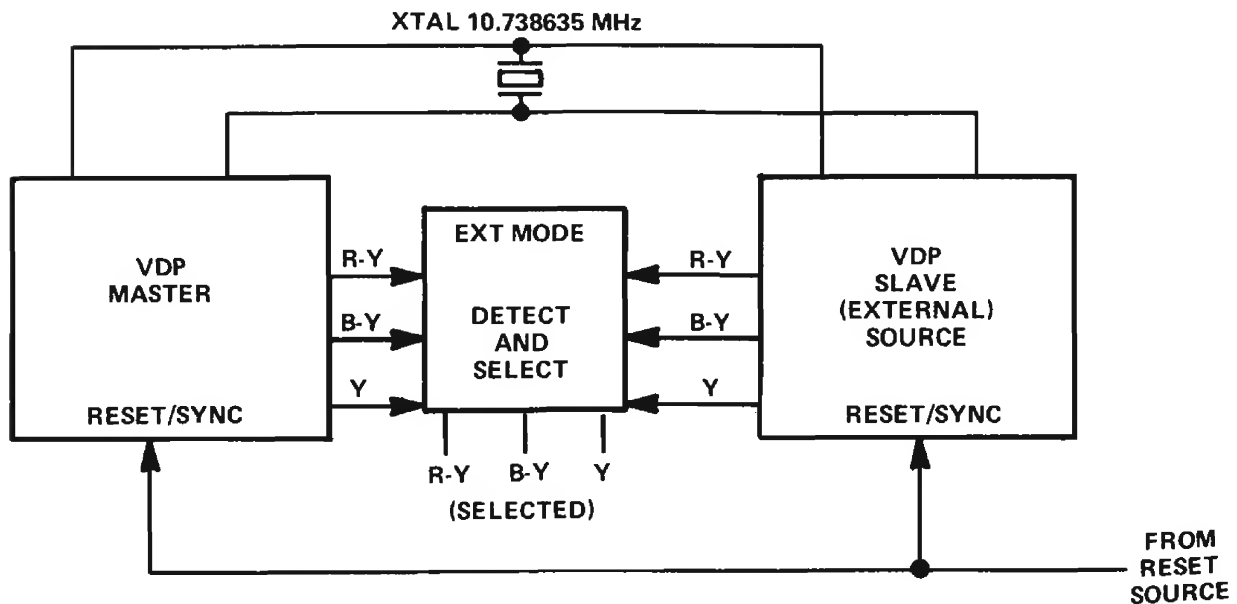 XTAL 10.738635 MHz
VDP
MASTER
RESET/SYNC
R-Y
B-Y
Y
EXT MODE
DETECT
AND
SELECT
R-Y
B-Y
Y
VDP
SLAVE
(EXTERNAL)
SOURCE
RESET/SYNC
R-Y B-Y Y
(SELECTED)
FROM
RESET
SOURCE